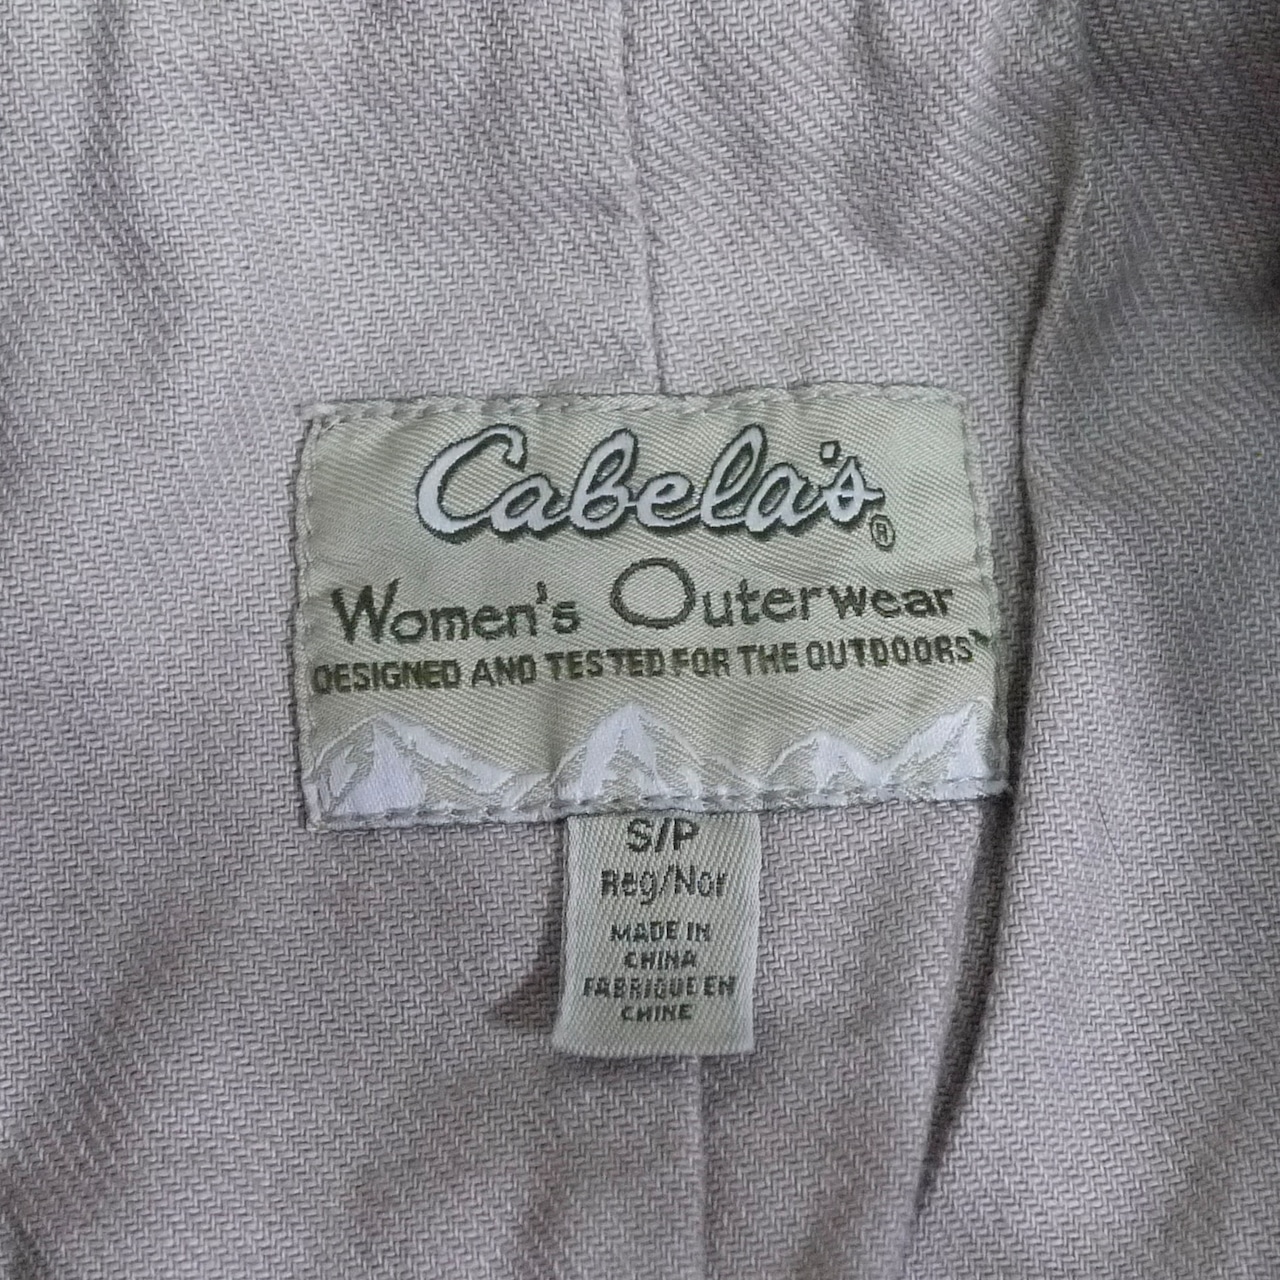 Cabela's®
Women's Outerwear
DESIGNED AND TESTED FOR THE OUTDOORS™
S/P
Reg/Nor
MADE IN
CHINA
FABRIQUE EN
CHINE